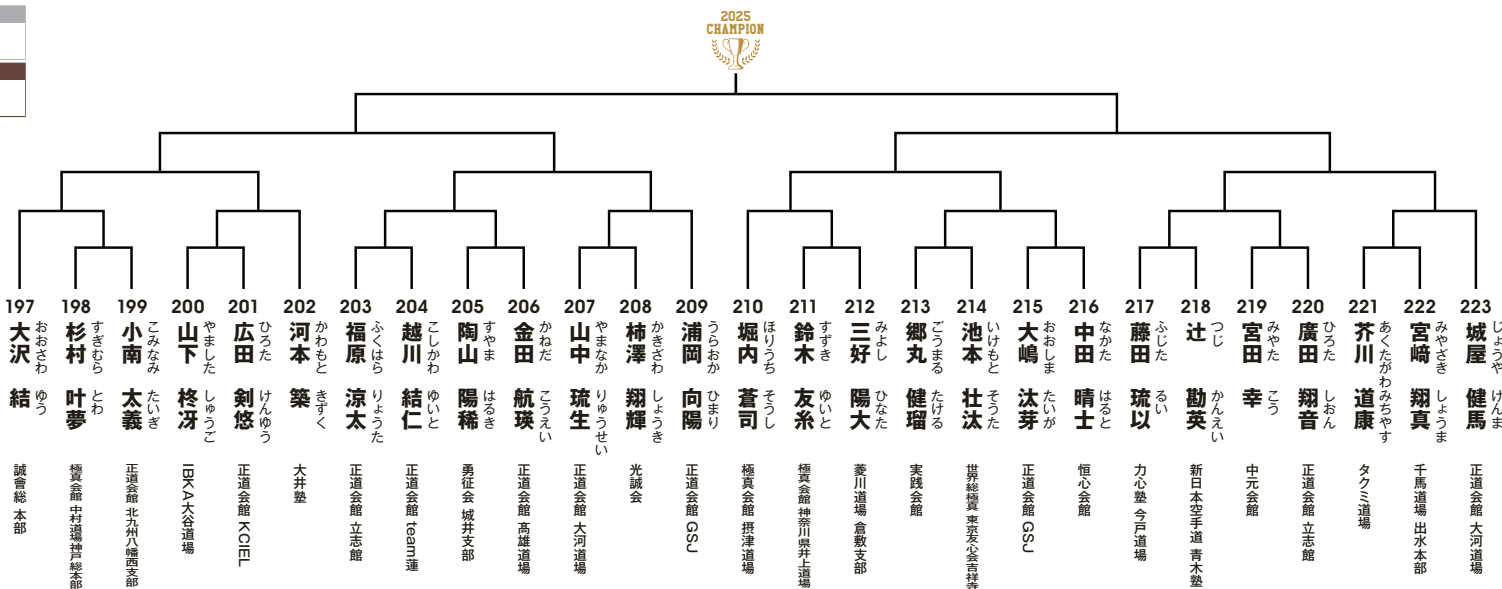 2025
CHAMPION
197
大沢 結
おおさわ ゆう
誠會総 本部
198
杉村 叶夢
すぎむら とわ
極真会館 中村道場神戸総本部
199
小南 太義
こみなみ たいぎ
正道会館 北九州八幡西支部
200
山下 柊冴
やました しゅうご
IBKA大谷道場
201
広田 剣悠
ひろた けんゆう
正道会館 KCIEL
202
河本 築
かわもと きずく
大井塾
203
福原 涼太
ふくはら りょうた
正道会館 立志館
204
越川 結仁
こしかわ ゆいと
正道会館 team蓮
205
陶山 陽稀
すやま はるき
勇征会 城井支部
206
金田 航瑛
かねだ こうえい
正道会館 高雄道場
207
山中 琉生
やまなか りゅうせい
正道会館 大河道場
208
柿澤 翔輝
かきざわ しょうき
光誠会
209
浦岡 向陽
うらおか ひまり
正道会館 GSJ
210
堀内 蒼司
ほりうち そうし
極真会館 摂津道場
211
鈴木 友糸
すずき ゆいと
極真会館 神奈川県井上道場
212
三好 陽大
みよし ひなた
菱川道場 倉敷支部
213
郷丸 健瑠
ごうまる たける
実践会館
214
池本 壮汰
いけもと そうた
世界総極真 東京友心会吉祥寺
215
大嶋 汰芽
おおしま たいが
正道会館 GSJ
216
中田 晴士
なかた はると
恒心会館
217
藤田 琉以
ふじた るい
力心塾 今戸道場
218
辻 勘英
つじ かんえい
新日本空手道 青木塾
219
宮田 幸
みやた こう
中元会館
220
廣田 翔音
ひろた しおん
正道会館 立志館
221
芥川 道康
あくたがわ みちやす
タクミ道場
222
宮﨑 翔真
みやざき しょうま
千馬道場 出水本部
223
城屋 健馬
じょうや けんま
正道会館 大河道場